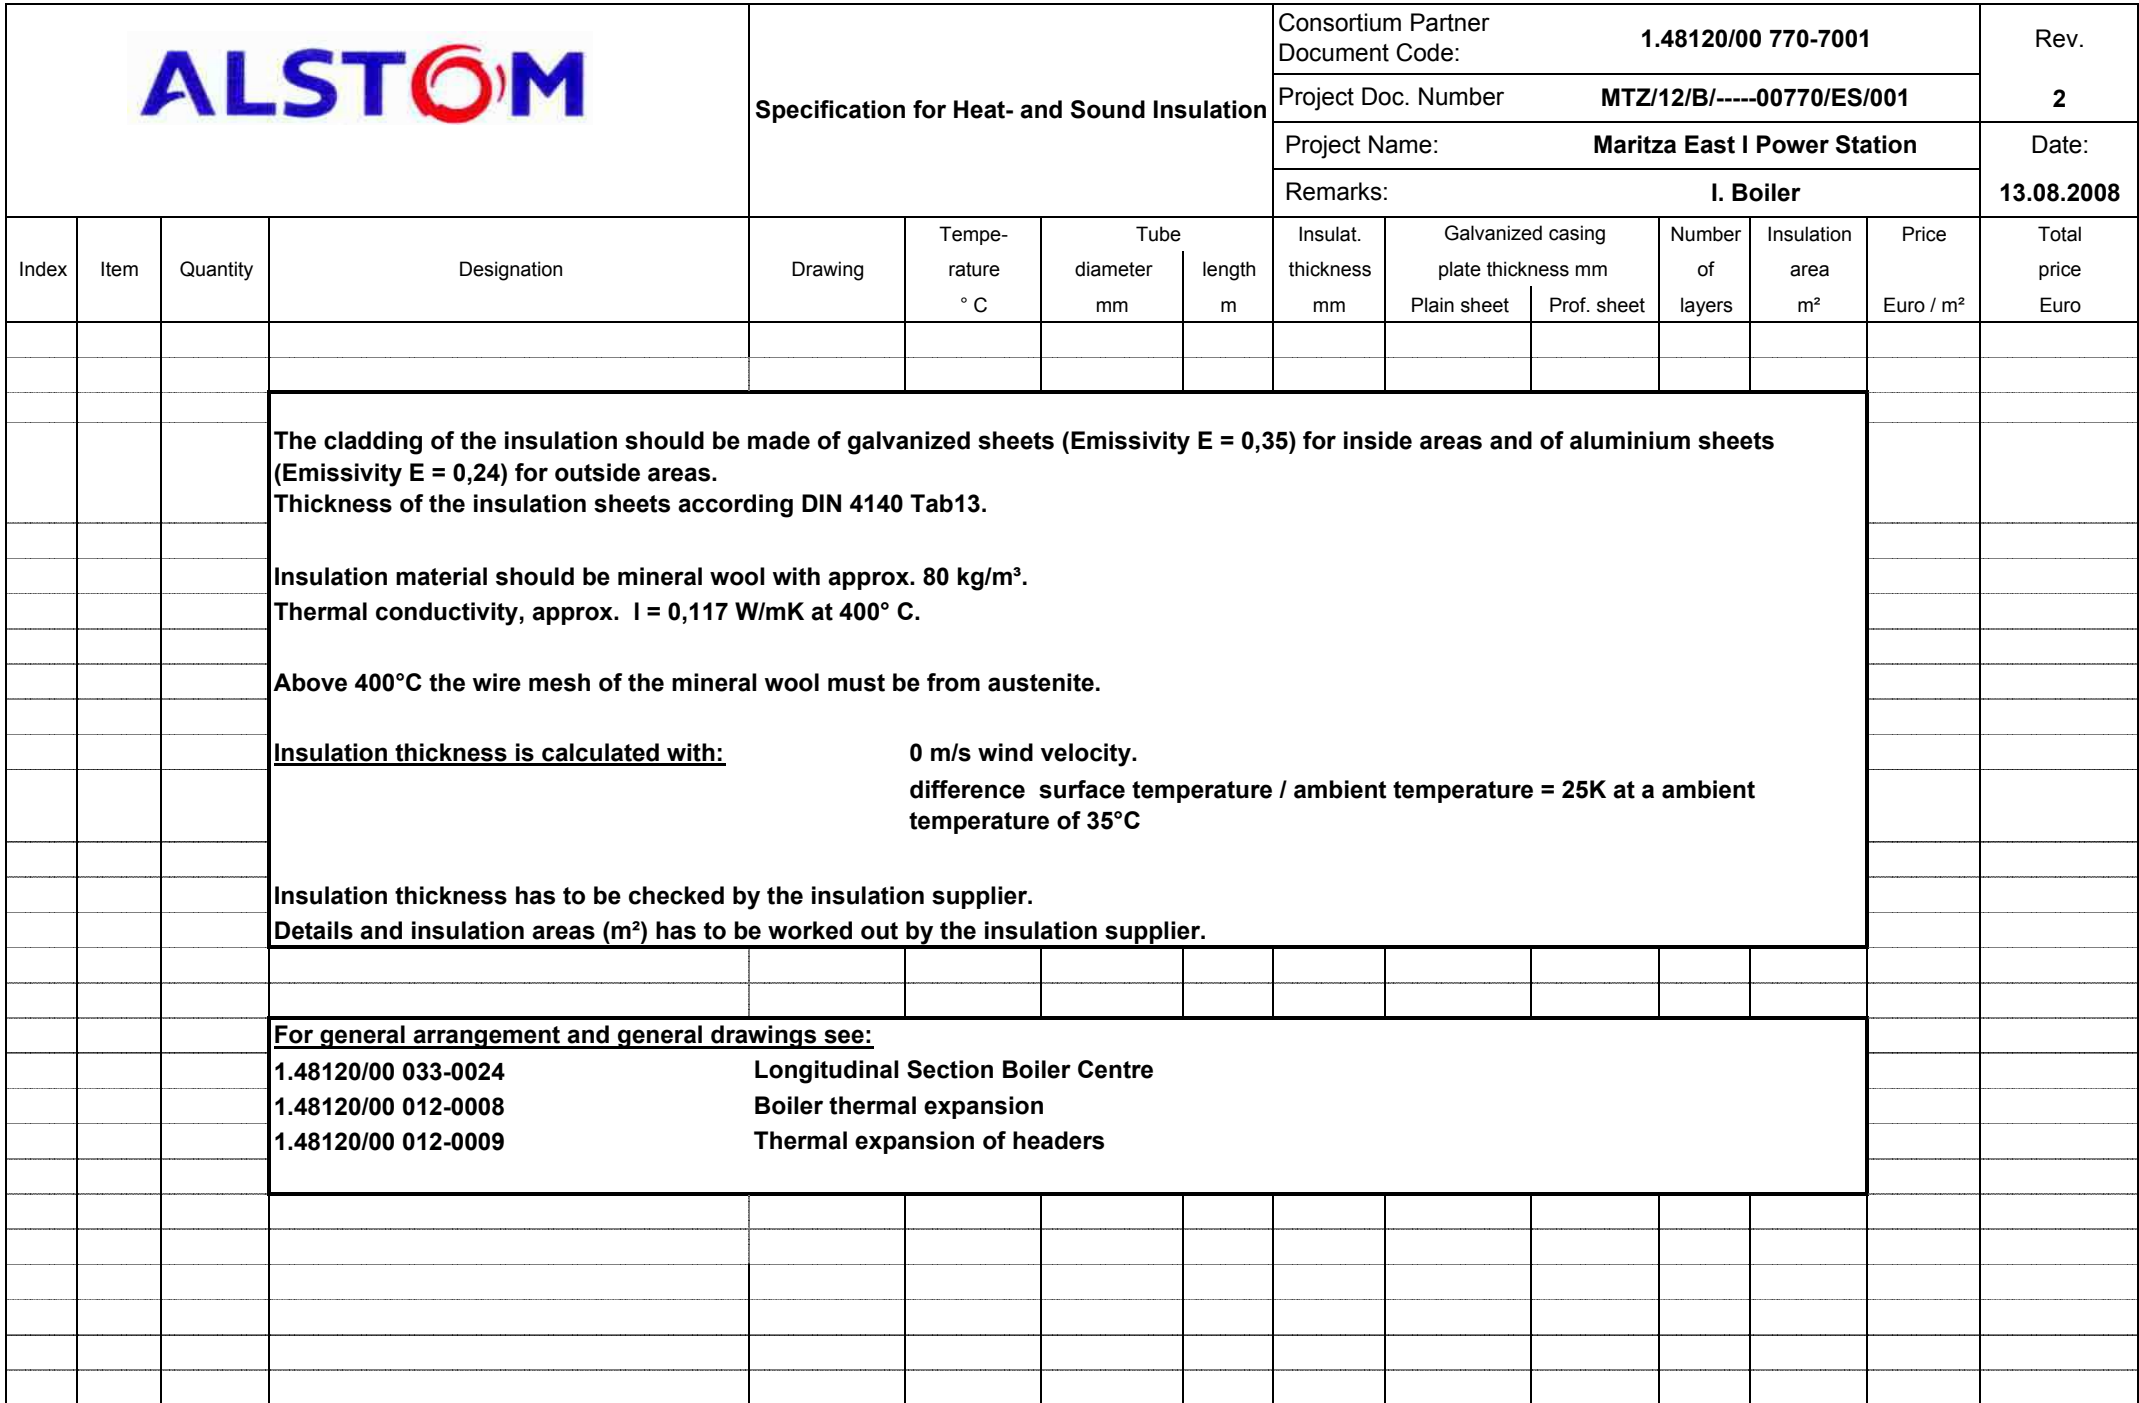 ALSTOM
Specification for Heat- and Sound Insulation
Consortium Partner
Document Code:
1.48120/00 770-7001
Rev.
Project Doc. Number
MTZ/12/B/-----00770/ES/001
2
Project Name:
Maritza East I Power Station
Date:
Remarks:
I. Boiler
13.08.2008
Index
Item
Quantity
Designation
Drawing
Tempe-
rature
° C
Tube
diameter
mm
length
m
Insulat.
thickness
mm
Galvanized casing
plate thickness mm
Plain sheet
Prof. sheet
Number
of
layers
Insulation
area
m²
Price
Euro / m²
Total
price
Euro
The cladding of the insulation should be made of galvanized sheets (Emissivity E = 0,35) for inside areas and of aluminium sheets
(Emissivity E = 0,24) for outside areas.
Thickness of the insulation sheets according DIN 4140 Tab13.
Insulation material should be mineral wool with approx. 80 kg/m³.
Thermal conductivity, approx.  l = 0,117 W/mK at 400° C.
Above 400°C the wire mesh of the mineral wool must be from austenite.
Insulation thickness is calculated with:
0 m/s wind velocity.
difference  surface temperature / ambient temperature = 25K at a ambient
temperature of 35°C
Insulation thickness has to be checked by the insulation supplier.
Details and insulation areas (m²) has to be worked out by the insulation supplier.
For general arrangement and general drawings see:
1.48120/00 033-0024 Longitudinal Section Boiler Centre
1.48120/00 012-0008 Boiler thermal expansion
1.48120/00 012-0009 Thermal expansion of headers